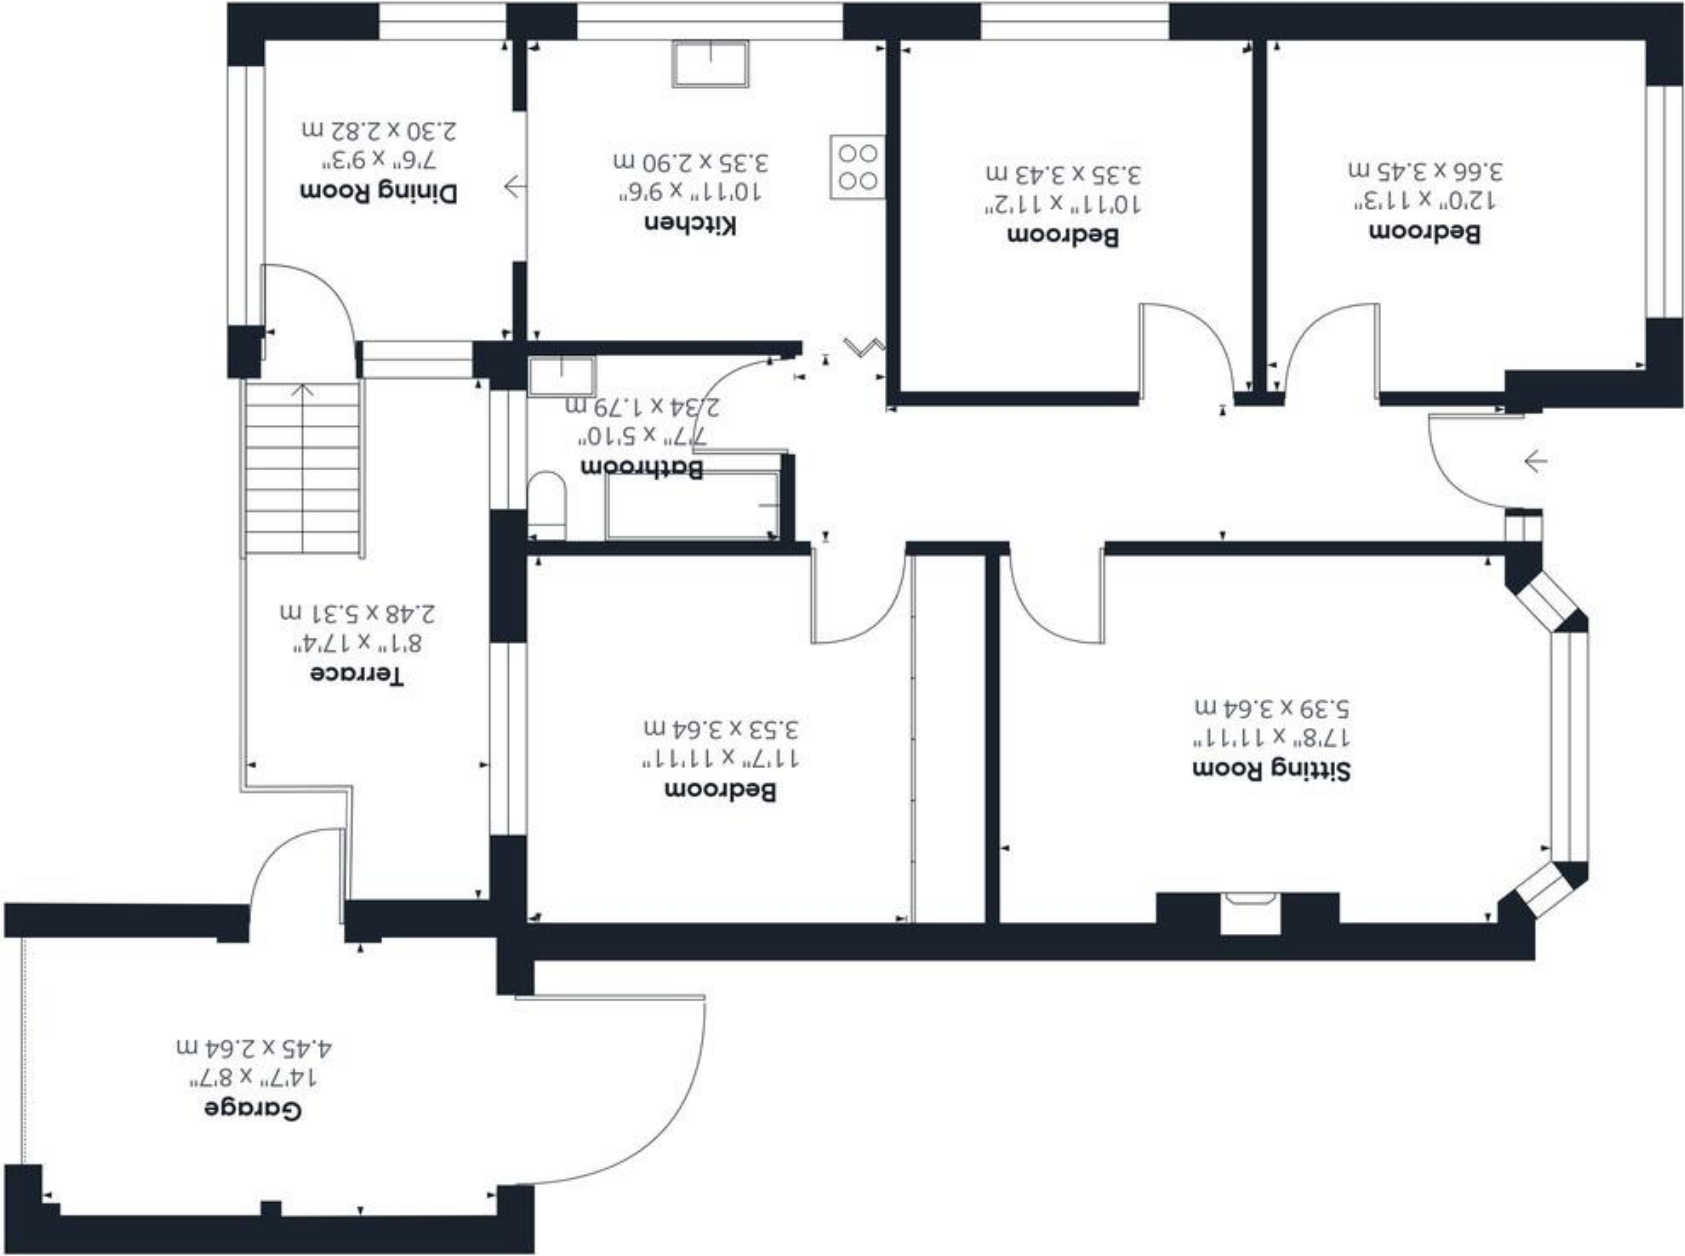 Garage
14'7" x 8'7"
4.45 x 2.64 m
Sitting Room
17'8" x 11'11"
5.39 x 3.64 m
Bedroom
11'7" x 11'11"
3.53 x 3.64 m
Terrace
8'1" x 17'4"
2.48 x 5.31 m
Bathroom
7'7" x 5'10"
2.34 x 1.79 m
Bedroom
12'0" x 11'3"
3.66 x 3.45 m
Bedroom
10'11" x 11'2"
3.35 x 3.43 m
Kitchen
10'11" x 9'6"
3.35 x 2.90 m
Dining Room
7'6" x 9'3"
2.30 x 2.82 m